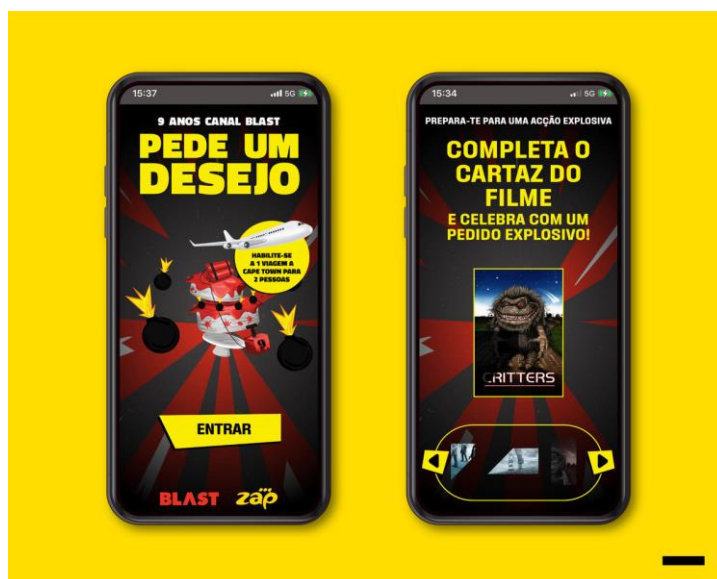 15:37
5G
9 ANOS CANAL BLAST
PEDE UM
DESEJO
HABILITE-SE
A 1 VIAGEM A
CAPE TOWN PARA
2 PESSOAS
ENTRAR
BLAST zap
15:34
5G
PREPARA-TE PARA UMA ACÇÃO EXPLOSIVA
COMPLETA O
CARTAZ DO
FILME
E CELEBRA COM UM
PEDIDO EXPLOSIVO!
CRITTERS